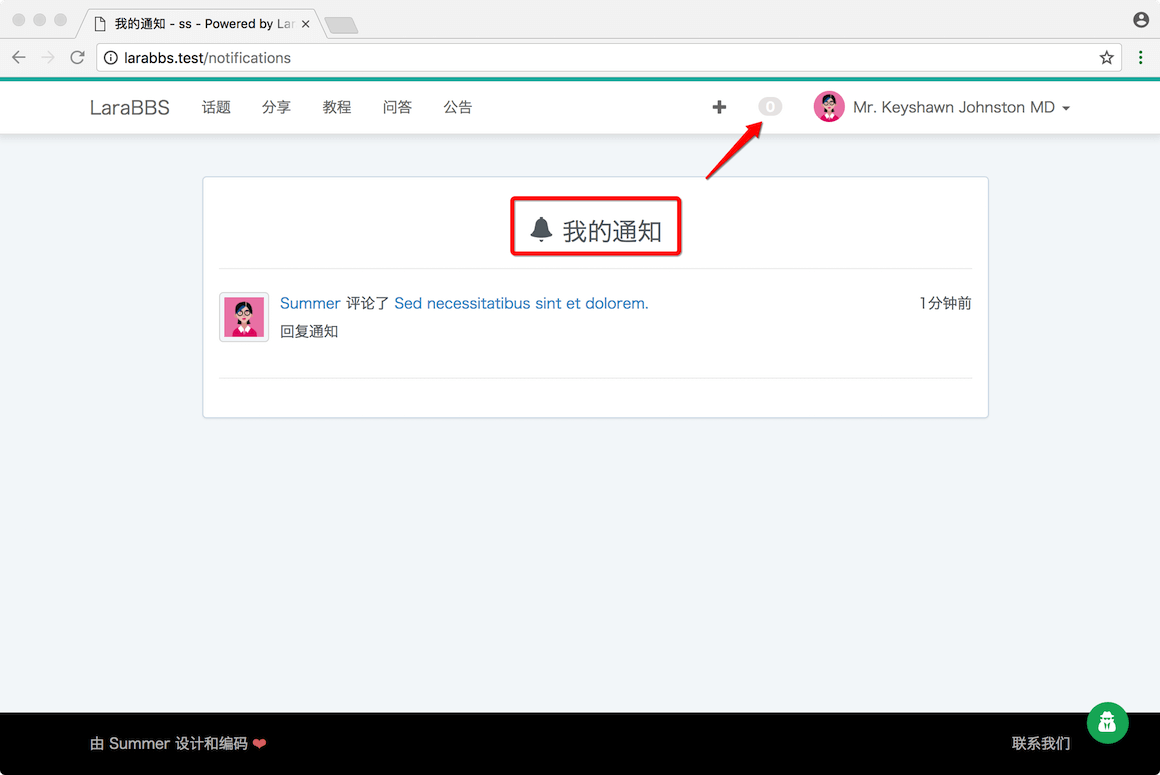 我的通知 - ss - Powered by Lar
larabbs.test/notifications
LaraBBS 话题 分享 教程 问答 公告 0 Mr. Keyshawn Johnston MD
我的通知
Summer 评论了 Sed necessitatibus sint et dolorem. 1分钟前
回复通知
由 Summer 设计和编码 ❤ 联系我们